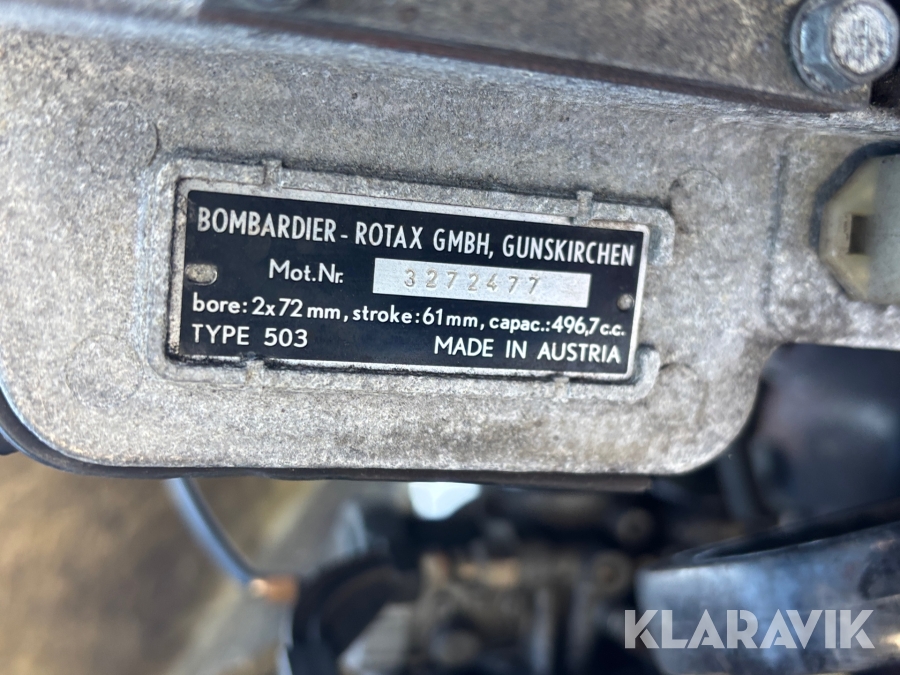 BOMBARDIER - ROTAX GMBH, GUNSKIRCHEN
Mot.Nr. 3272477
bore: 2x72 mm, stroke: 61 mm, capac.: 496,7 c.c.
TYPE 503 MADE IN AUSTRIA
KLARAVIK